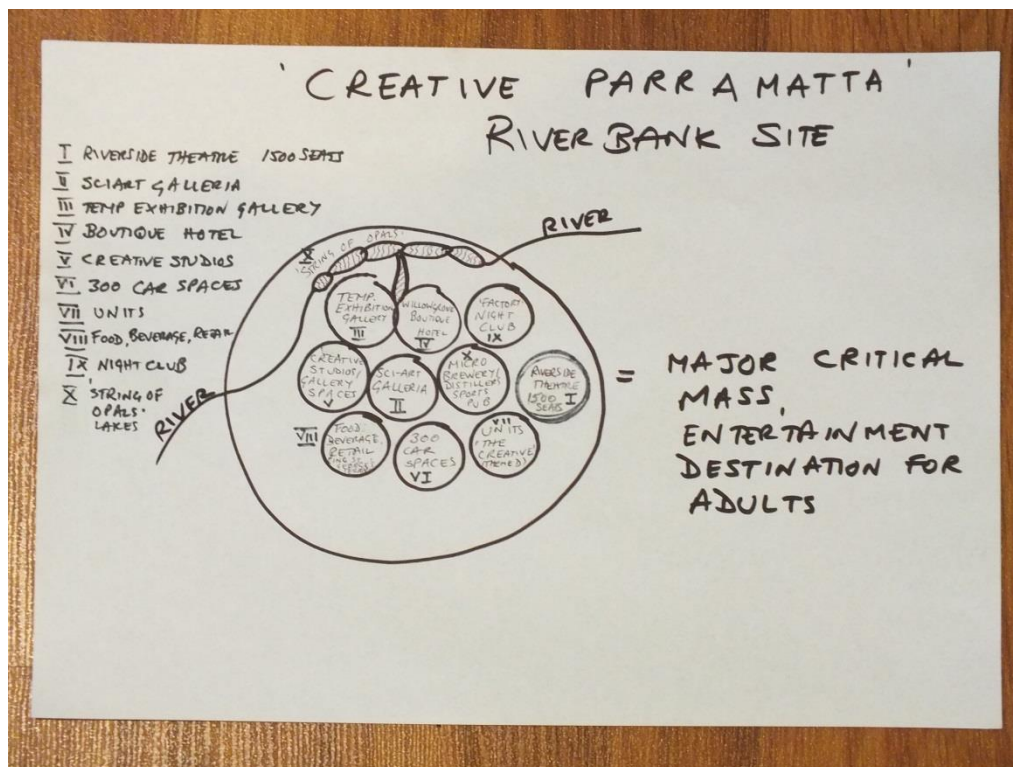 'CREATIVE PARRAMATTA'
RIVER BANK SITE
I RIVERSIDE THEATRE 1500 SEATS
II SCIART GALLERIA
III TEMP EXHIBITION GALLERY
IV BOUTIQUE HOTEL
V CREATIVE STUDIOS
VI 300 CAR SPACES
VII UNITS
VIII FOOD, BEVERAGE, RETAIL
IX NIGHT CLUB
X 'STRING OF
OPALS'
LAKES
RIVER
RIVER
X
'STRING OF OPALS'
TEMP.
EXHIBITION
GALLERY
III
WILLOWGROVE
BOUTIQUE
HOTEL
IV
'FACTORY'
NIGHT
CLUB
IX
CREATIVE
STUDIOS/
GALLERY
SPACES
V
SCI-ART
GALLERIA
II
X
MICRO
BREWERY/
DISTILLERY
SPORTS
PUB
RIVERSIDE
THEATRE
1500
SEATS I
VIII
FOOD,
BEVERAGE,
RETAIL
300
CAR
SPACES
VI
VII
UNITS
'THE
CREATIVE'
(THEMED)
= MAJOR CRITICAL
MASS,
ENTERTAINMENT
DESTINATION FOR
ADULTS